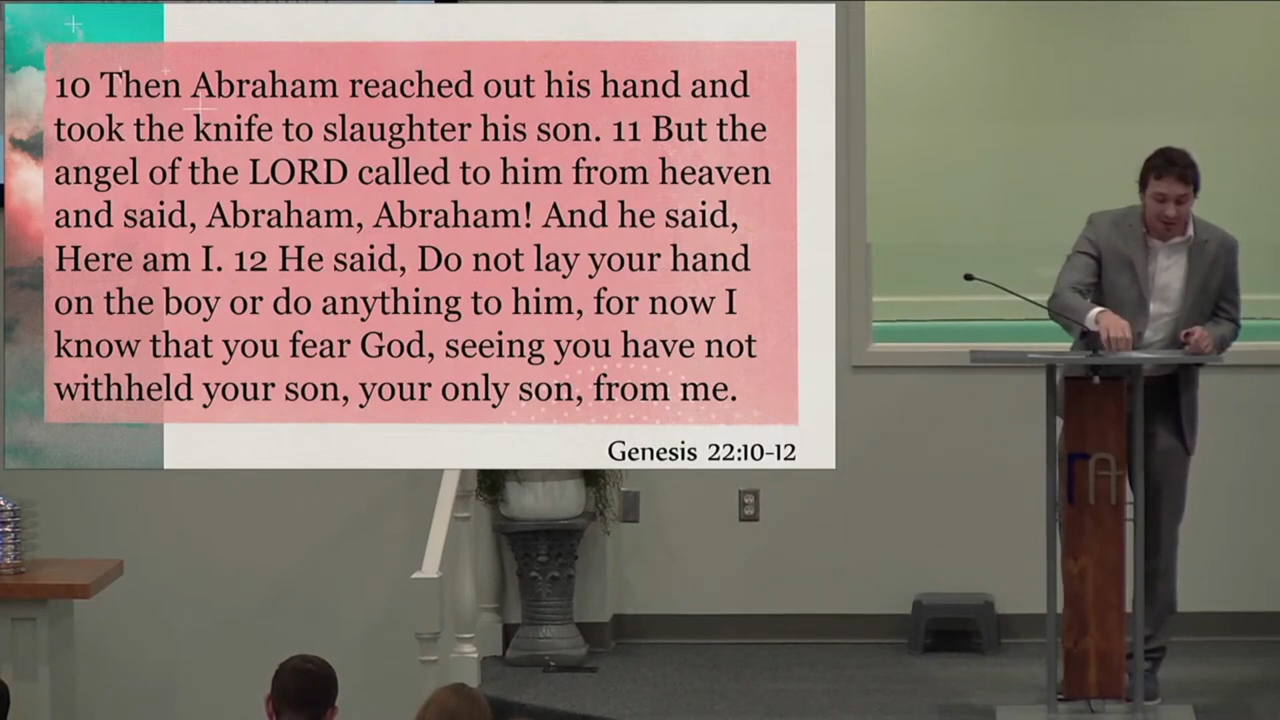 10 Then Abraham reached out his hand and
took the knife to slaughter his son. 11 But the
angel of the LORD called to him from heaven
and said, Abraham, Abraham! And he said,
Here am I. 12 He said, Do not lay your hand
on the boy or do anything to him, for now I
know that you fear God, seeing you have not
withheld your son, your only son, from me.
Genesis 22:10-12